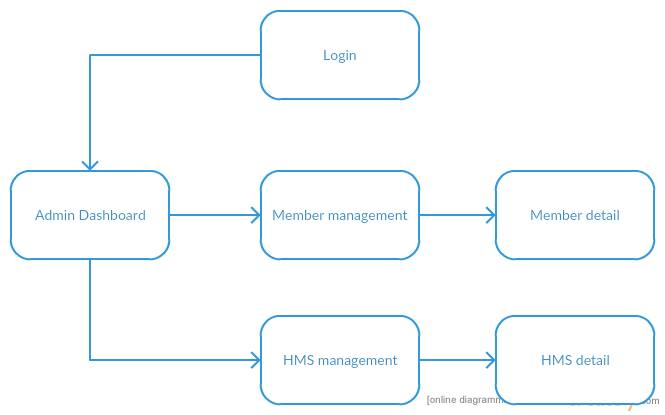 Login
Admin Dashboard
Member management
Member detail
HMS management
HMS detail
[online diagramm